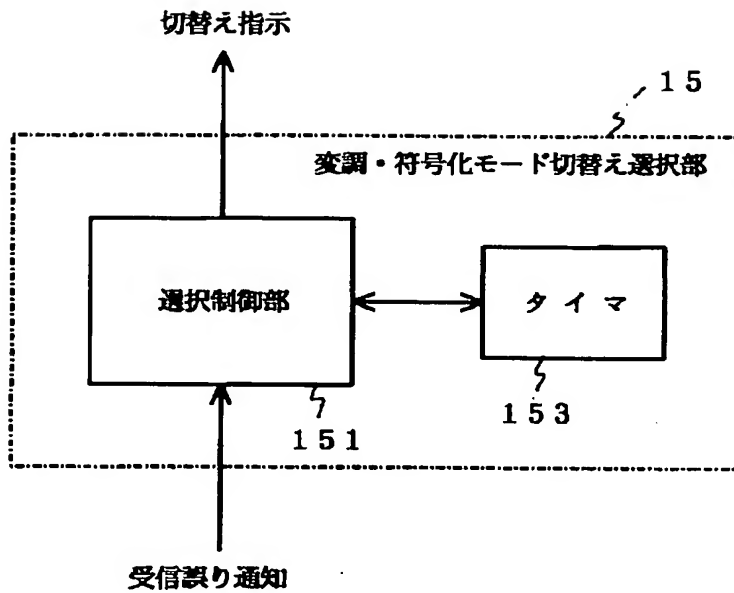 切替え指示
１５
変調・符号化モード切替え選択部
選択制御部
タイマ
１５１
１５３
受信誤り通知